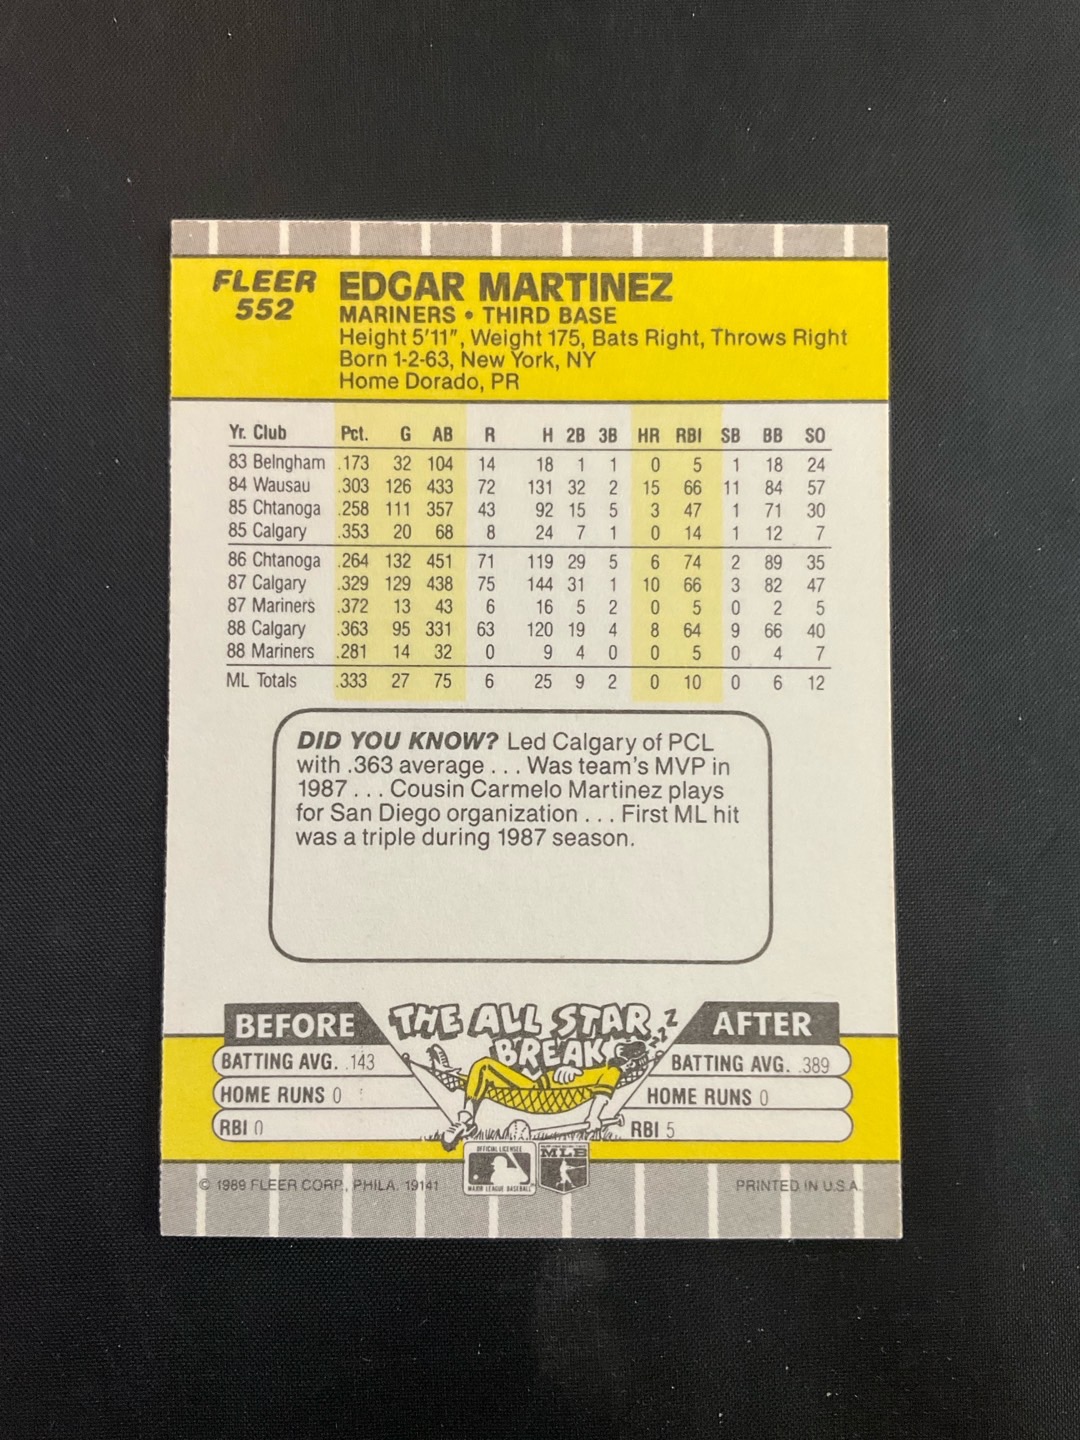 FLEER
552
EDGAR MARTINEZ
MARINERS • THIRD BASE
Height 5'11", Weight 175, Bats Right, Throws Right
Born 1-2-63, New York, NY
Home Dorado, PR
Yr. Club Pct. G AB R H 2B 3B HR RBI SB BB SO
83 Belngham .173 32 104 14 18 1 1 0 5 1 18 24
84 Wausau .303 126 433 72 131 32 2 15 66 11 84 57
85 Chtanoga .258 111 357 43 92 15 5 3 47 1 71 30
85 Calgary .353 20 68 8 24 7 1 0 14 1 12 7
86 Chtanoga .264 132 451 71 119 29 5 6 74 2 89 35
87 Calgary .329 129 438 75 144 31 1 10 66 3 82 47
87 Mariners .372 13 43 6 16 5 2 0 5 0 2 5
88 Calgary .363 95 331 63 120 19 4 8 64 9 66 40
88 Mariners .281 14 32 0 9 4 0 0 5 0 4 7
ML Totals .333 27 75 6 25 9 2 0 10 0 6 12
DID YOU KNOW? Led Calgary of PCL
with .363 average . . . Was team's MVP in
1987 . . . Cousin Carmelo Martinez plays
for San Diego organization . . . First ML hit
was a triple during 1987 season.
THE ALL STAR
BREAK
zzzz
BEFORE
BATTING AVG. .143
HOME RUNS 0
RBI 0
AFTER
BATTING AVG. .389
HOME RUNS 0
RBI 5
OFFICIAL LICENSEE
MAJOR LEAGUE BASEBALL
MLB
© 1989 FLEER CORP., PHILA. 19141
PRINTED IN U.S.A.